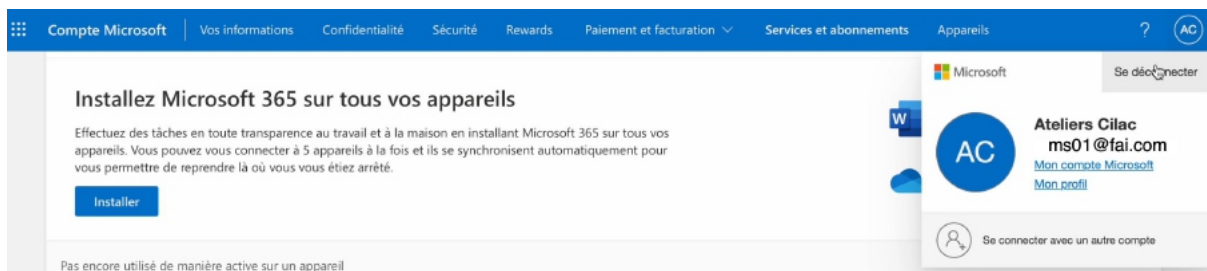 Compte Microsoft Vos informations Confidentialité Sécurité Rewards Paiement et facturation Services et abonnements Appareils ? AC
Microsoft Se déconnecter
Installez Microsoft 365 sur tous vos appareils
Effectuez des tâches en toute transparence au travail et à la maison en installant Microsoft 365 sur tous vos
appareils. Vous pouvez vous connecter à 5 appareils à la fois et ils se synchronisent automatiquement pour
vous permettre de reprendre là où vous vous étiez arrêté.
Installer
W
AC
Ateliers Cilac
ms01@fai.com
Mon compte Microsoft
Mon profil
Se connecter avec un autre compte
Pas encore utilisé de manière active sur un appareil